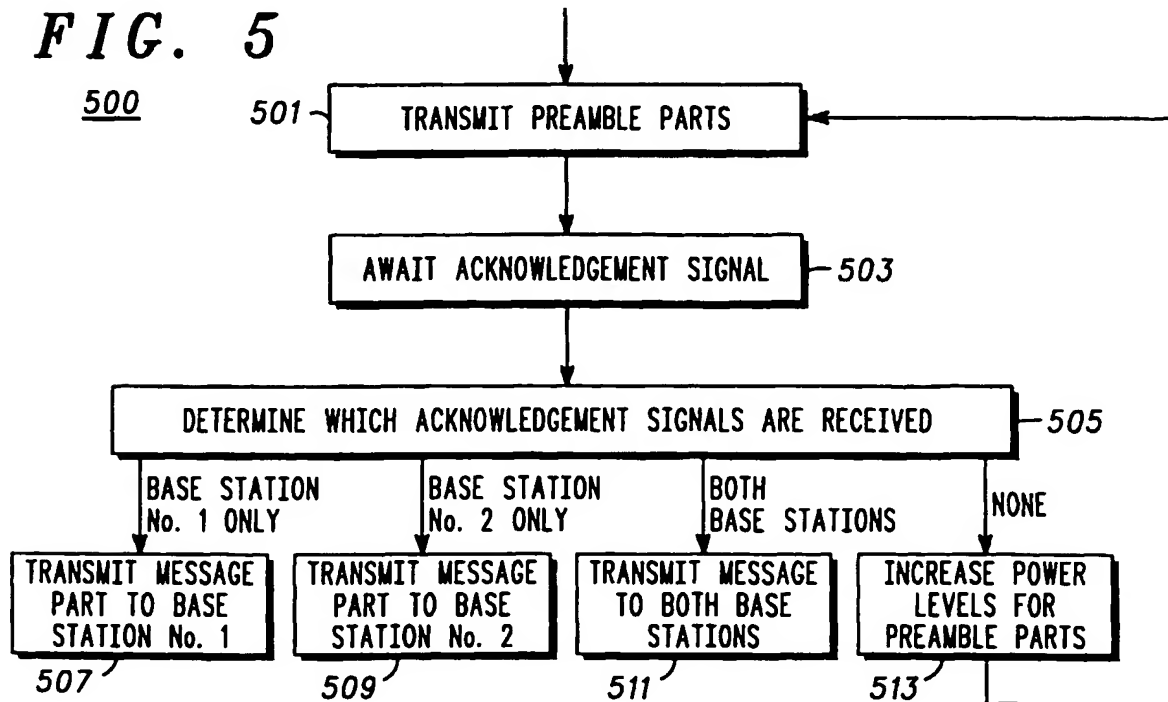 FIG. 5
500
501
TRANSMIT PREAMBLE PARTS
AWAIT ACKNOWLEDGEMENT SIGNAL
503
DETERMINE WHICH ACKNOWLEDGEMENT SIGNALS ARE RECEIVED
505
BASE STATION
No. 1 ONLY
BASE STATION
No. 2 ONLY
BOTH
BASE STATIONS
NONE
TRANSMIT MESSAGE
PART TO BASE
STATION No. 1
TRANSMIT MESSAGE
PART TO BASE
STATION No. 2
TRANSMIT MESSAGE
TO BOTH BASE
STATIONS
INCREASE POWER
LEVELS FOR
PREAMBLE PARTS
507
509
511
513